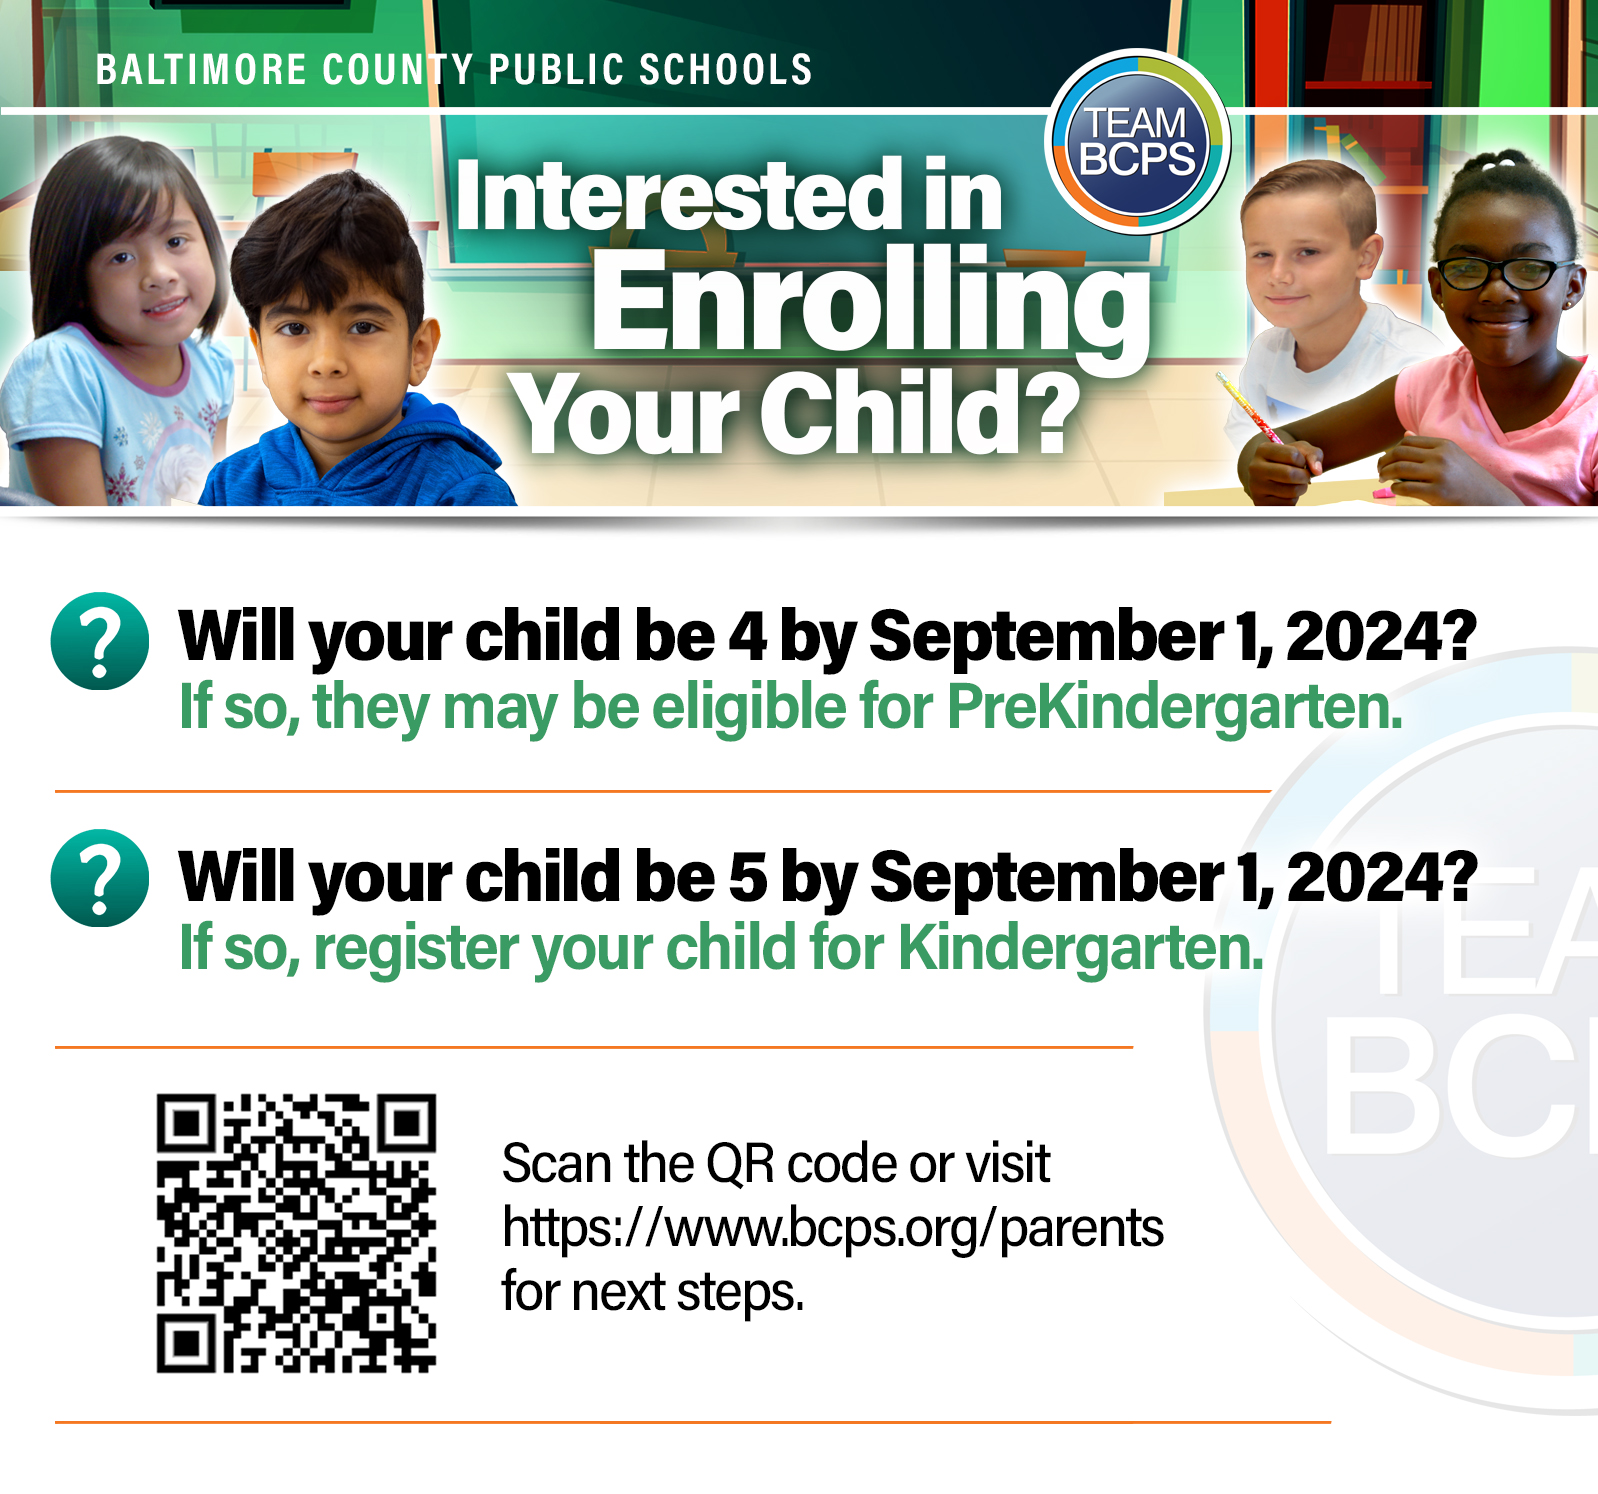 BALTIMORE COUNTY PUBLIC SCHOOLS
TEAM
BCPS
Interested in
Enrolling
Your Child?
? Will your child be 4 by September 1, 2024?
If so, they may be eligible for PreKindergarten.
? Will your child be 5 by September 1, 2024?
If so, register your child for Kindergarten.
TEA
BC
Scan the QR code or visit
https://www.bcps.org/parents
for next steps.